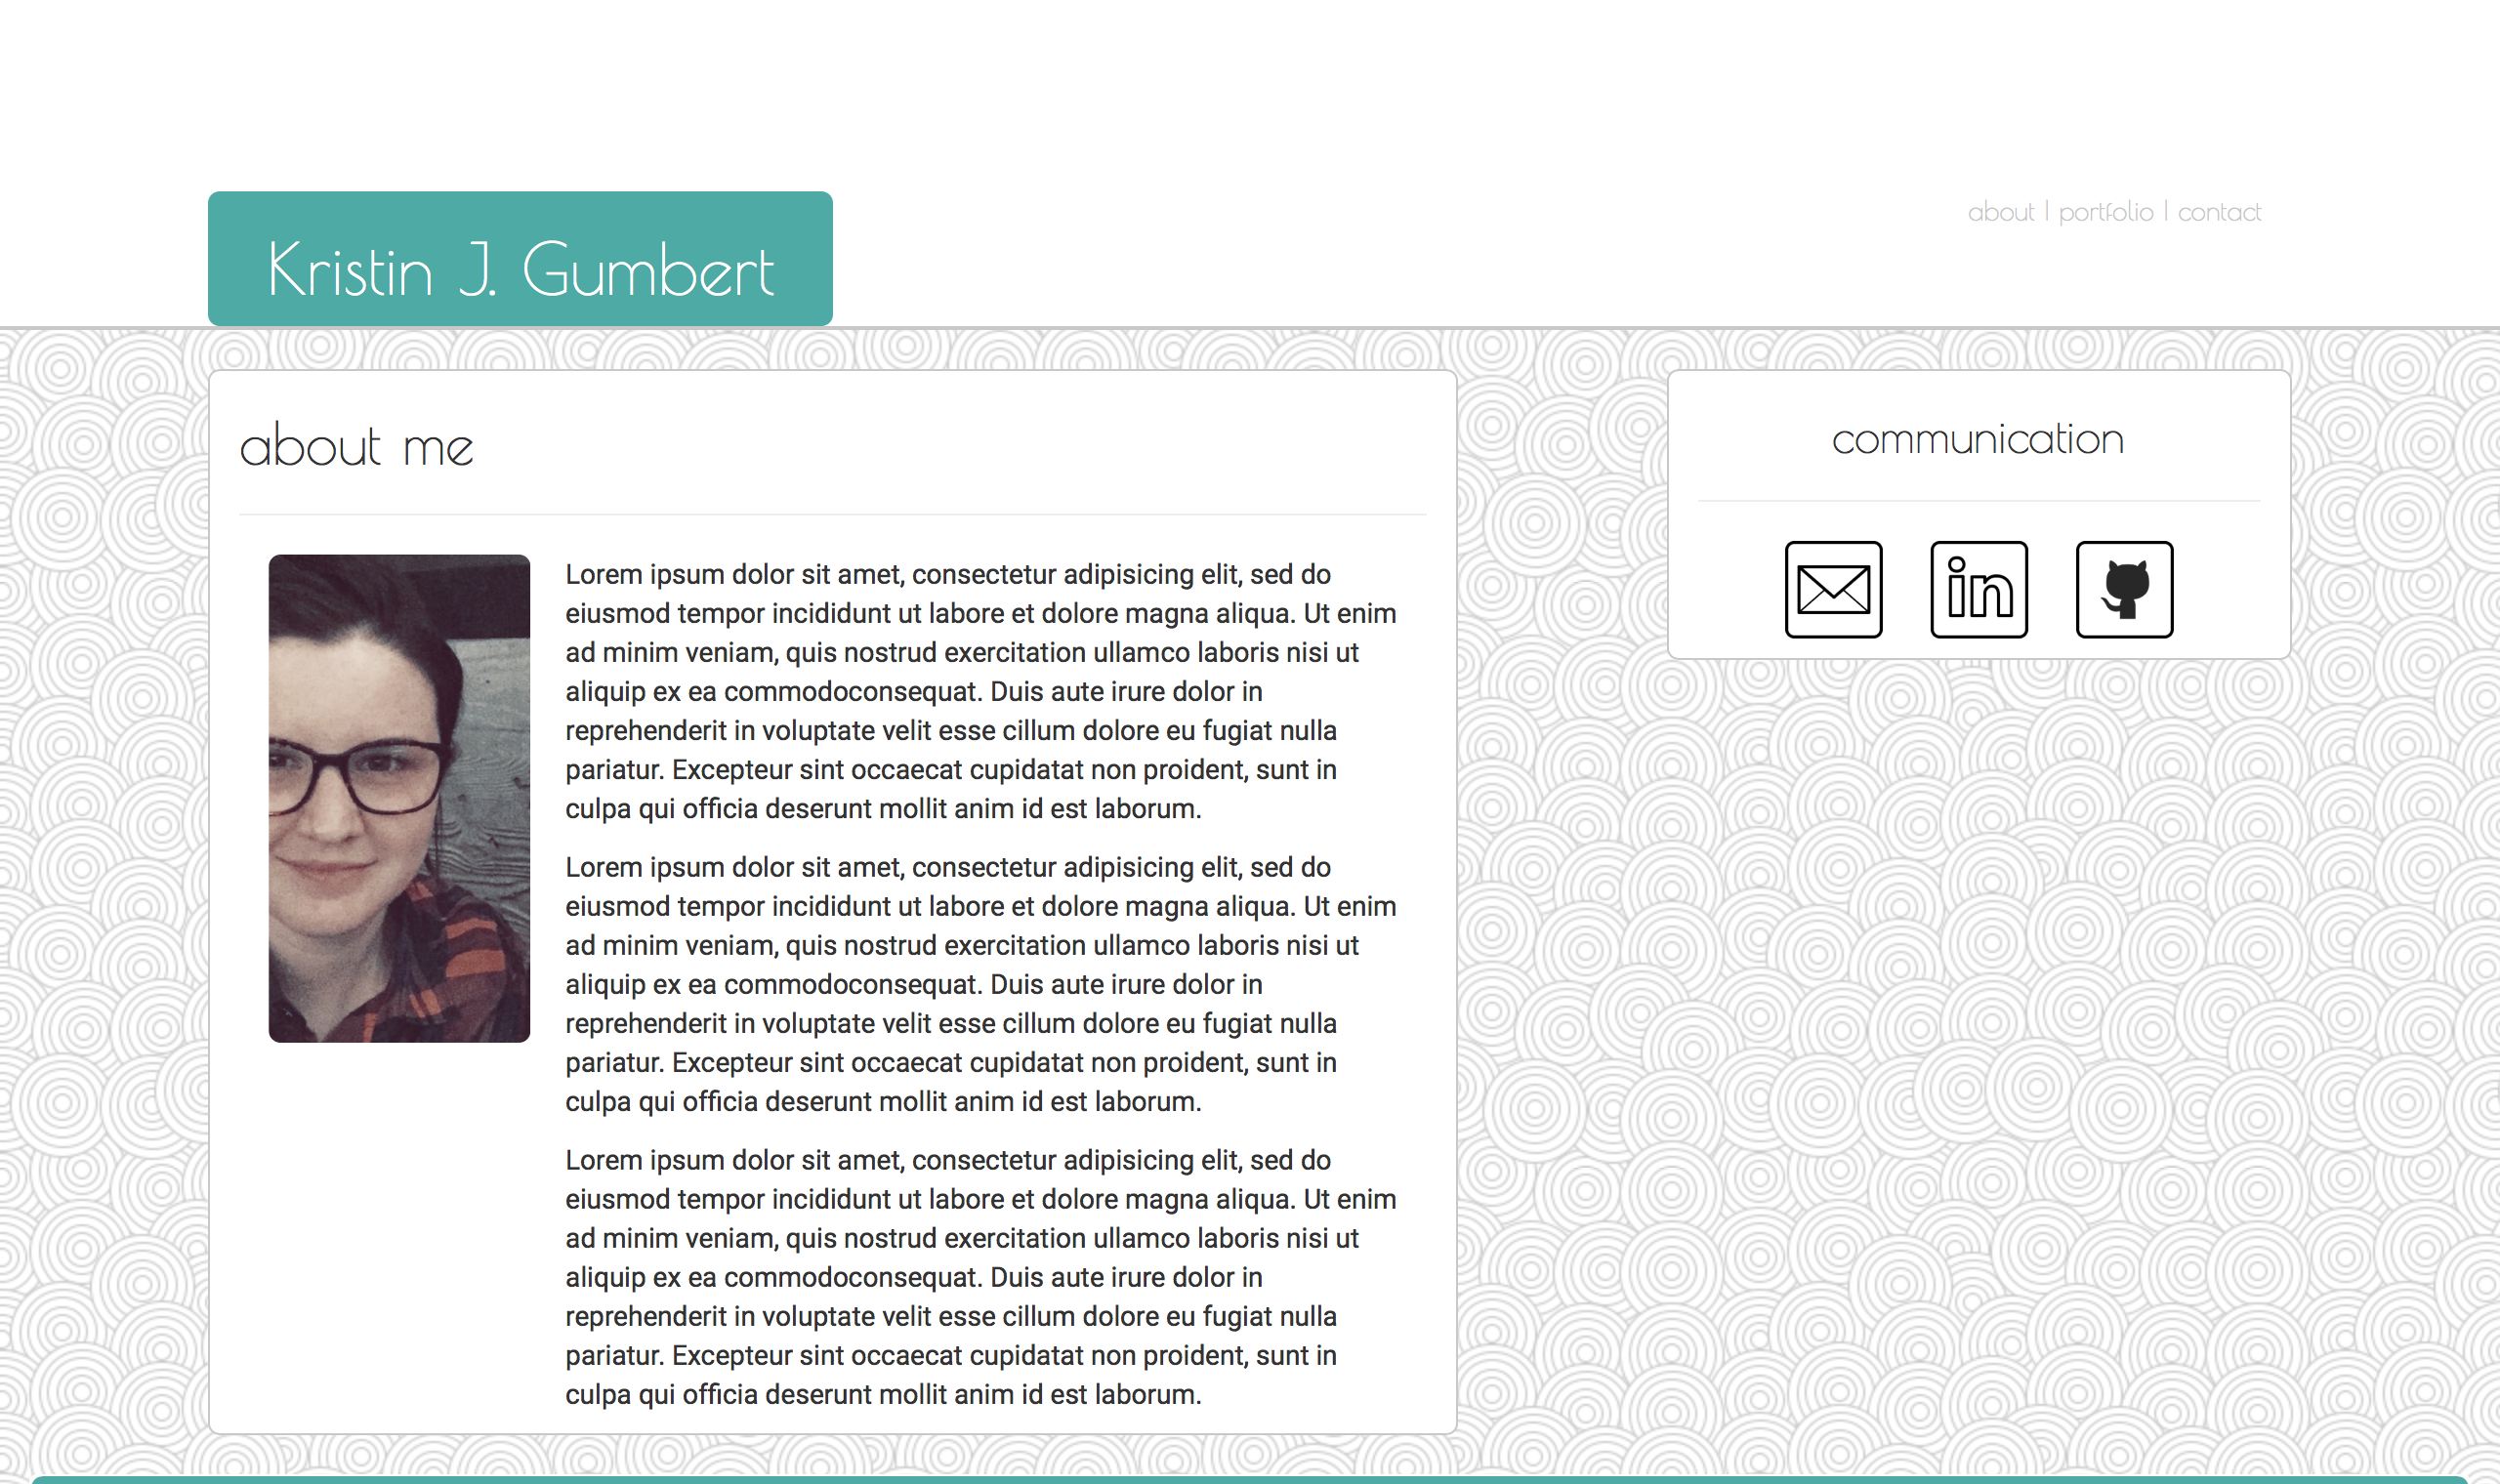 about | portfolio | contact
Kristin J. Gumbert
about me
Lorem ipsum dolor sit amet, consectetur adipisicing elit, sed do
eiusmod tempor incididunt ut labore et dolore magna aliqua. Ut enim
ad minim veniam, quis nostrud exercitation ullamco laboris nisi ut
aliquip ex ea commodoconsequat. Duis aute irure dolor in
reprehenderit in voluptate velit esse cillum dolore eu fugiat nulla
pariatur. Excepteur sint occaecat cupidatat non proident, sunt in
culpa qui officia deserunt mollit anim id est laborum.
Lorem ipsum dolor sit amet, consectetur adipisicing elit, sed do
eiusmod tempor incididunt ut labore et dolore magna aliqua. Ut enim
ad minim veniam, quis nostrud exercitation ullamco laboris nisi ut
aliquip ex ea commodoconsequat. Duis aute irure dolor in
reprehenderit in voluptate velit esse cillum dolore eu fugiat nulla
pariatur. Excepteur sint occaecat cupidatat non proident, sunt in
culpa qui officia deserunt mollit anim id est laborum.
Lorem ipsum dolor sit amet, consectetur adipisicing elit, sed do
eiusmod tempor incididunt ut labore et dolore magna aliqua. Ut enim
ad minim veniam, quis nostrud exercitation ullamco laboris nisi ut
aliquip ex ea commodoconsequat. Duis aute irure dolor in
reprehenderit in voluptate velit esse cillum dolore eu fugiat nulla
pariatur. Excepteur sint occaecat cupidatat non proident, sunt in
culpa qui officia deserunt mollit anim id est laborum.
communication
in